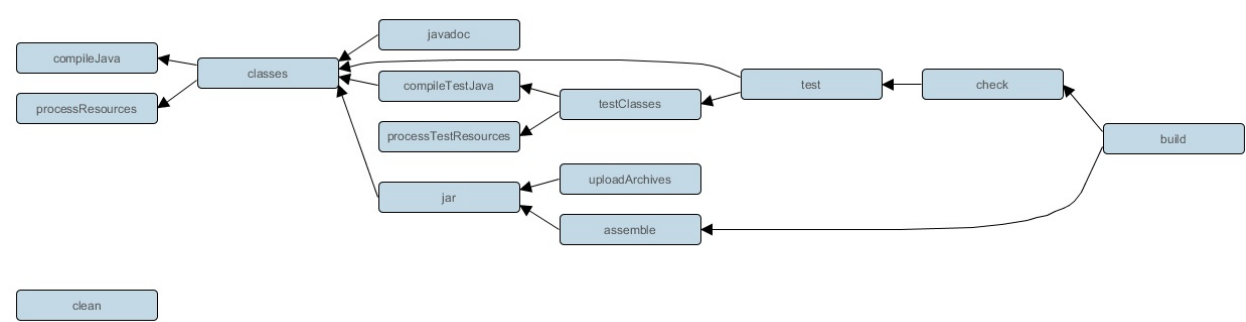 compileJava
processResources
classes
javadoc
compileTestJava
processTestResources
jar
testClasses
uploadArchives
assemble
test
check
build
clean